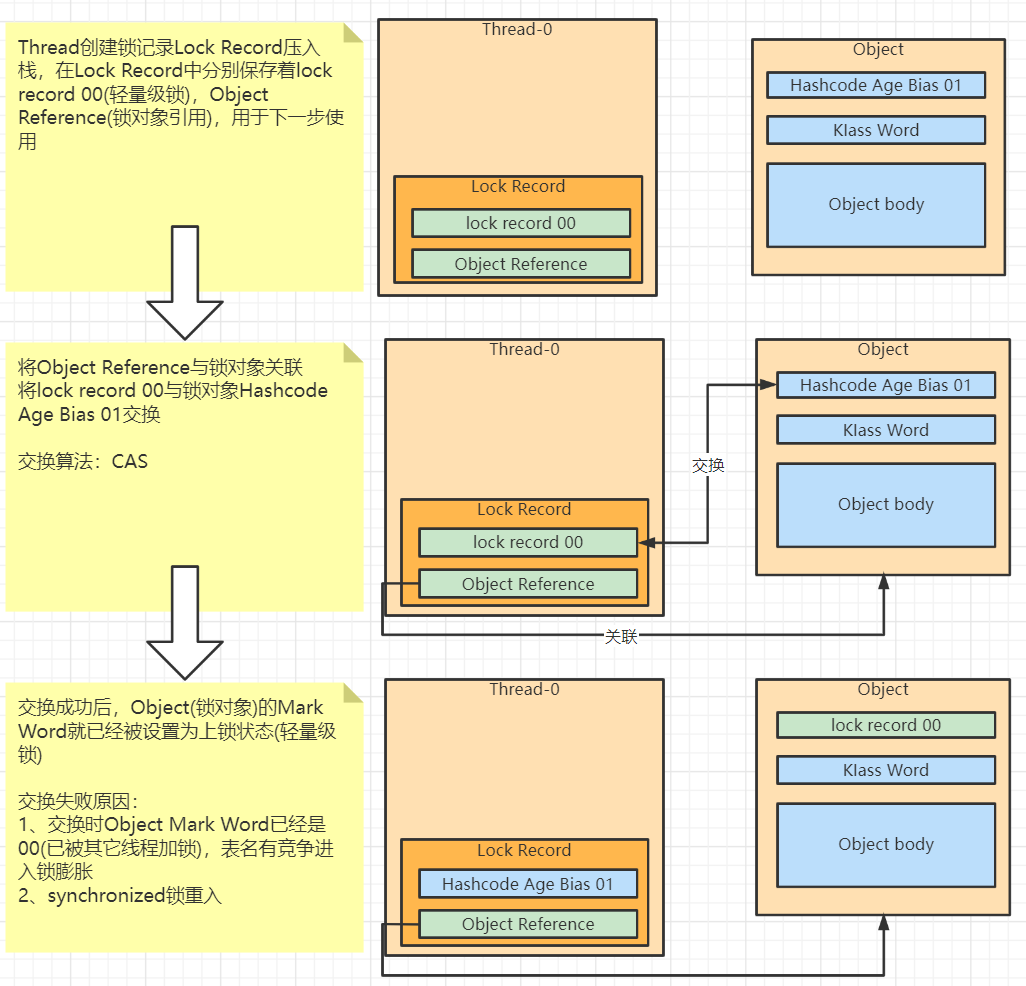 Thread创建锁记录Lock Record压入
栈，在Lock Record中分别保存着lock
record 00(轻量级锁)，Object
Reference(锁对象引用)，用于下一步使
用
Thread-0
Lock Record
lock record 00
Object Reference
Object
Hashcode Age Bias 01
Klass Word
Object body
将Object Reference与锁对象关联
将lock record 00与锁对象Hashcode
Age Bias 01交换
交换算法：CAS
Thread-0
Lock Record
lock record 00
Object Reference
交换
关联
Object
Hashcode Age Bias 01
Klass Word
Object body
交换成功后，Object(锁对象)的Mark
Word就已经被设置为上锁状态(轻量级
锁)
交换失败原因：
1、交换时Object Mark Word已经是
00(已被其它线程加锁)，表名有竞争进
入锁膨胀
2、synchronized锁重入
Thread-0
Lock Record
Hashcode Age Bias 01
Object Reference
Object
lock record 00
Klass Word
Object body